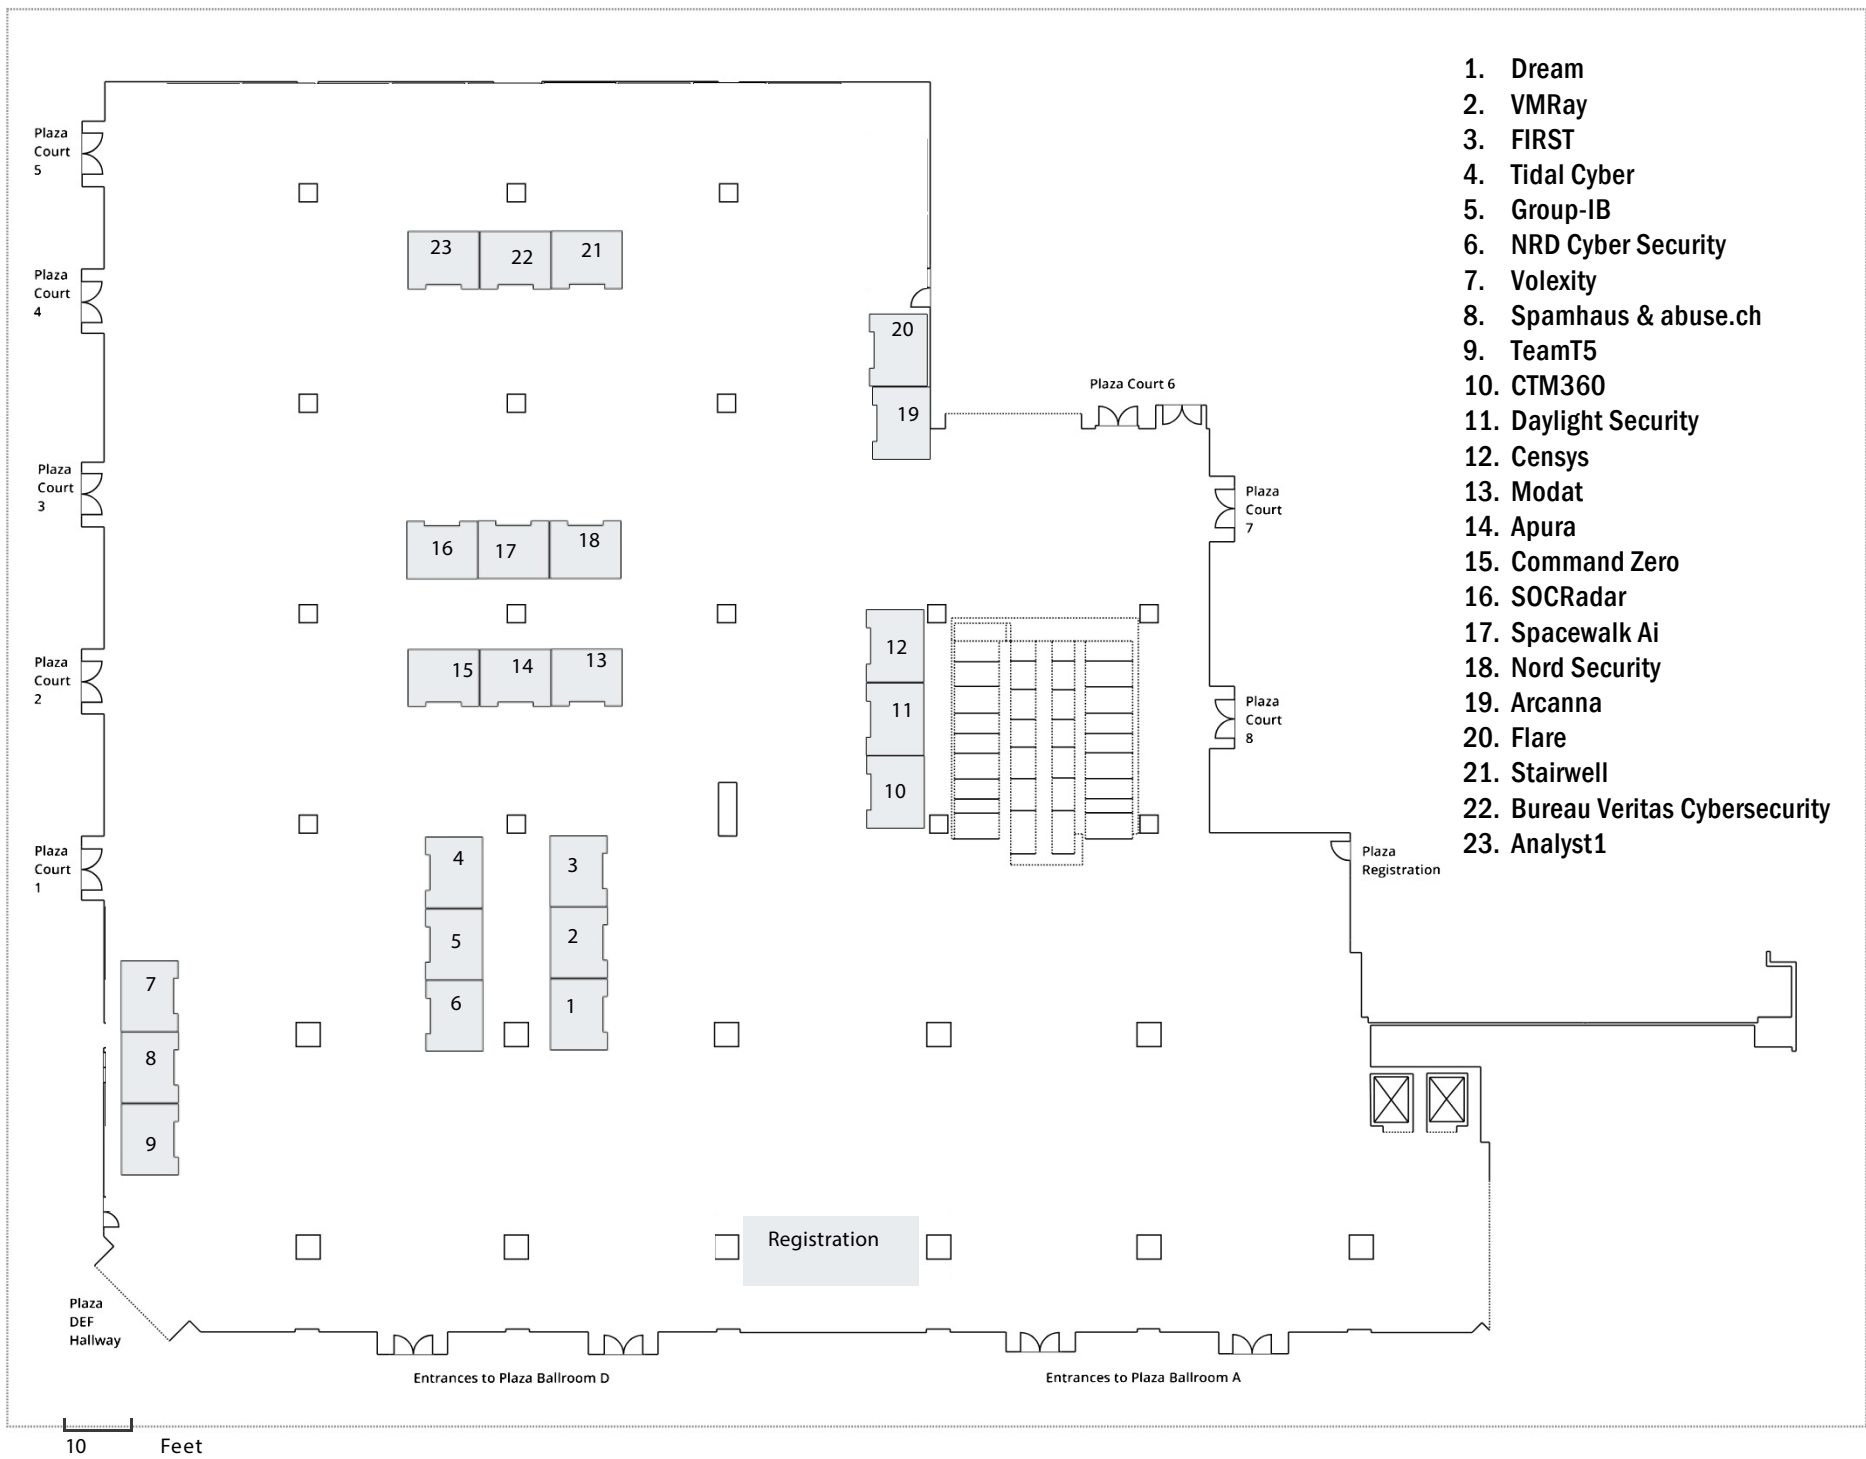 1. Dream
2. VMRay
3. FIRST
4. Tidal Cyber
5. Group-IB
6. NRD Cyber Security
7. Volexity
8. Spamhaus & abuse.ch
9. TeamT5
10. CTM360
11. Daylight Security
12. Censys
13. Modat
14. Apura
15. Command Zero
16. SOCRadar
17. Spacewalk Ai
18. Nord Security
19. Arcanna
20. Flare
21. Stairwell
22. Bureau Veritas Cybersecurity
23. Analyst1
Plaza
Court
5
Plaza
Court
4
Plaza
Court
3
Plaza
Court
2
Plaza
Court
1
23
22
21
20
19
Plaza Court 6
Plaza
Court
7
16
17
18
15
14
13
12
11
10
Plaza
Court
8
Plaza
Registration
4
3
5
2
6
1
7
8
9
Registration
Plaza
DEF
Hallway
Entrances to Plaza Ballroom D
Entrances to Plaza Ballroom A
10 Feet